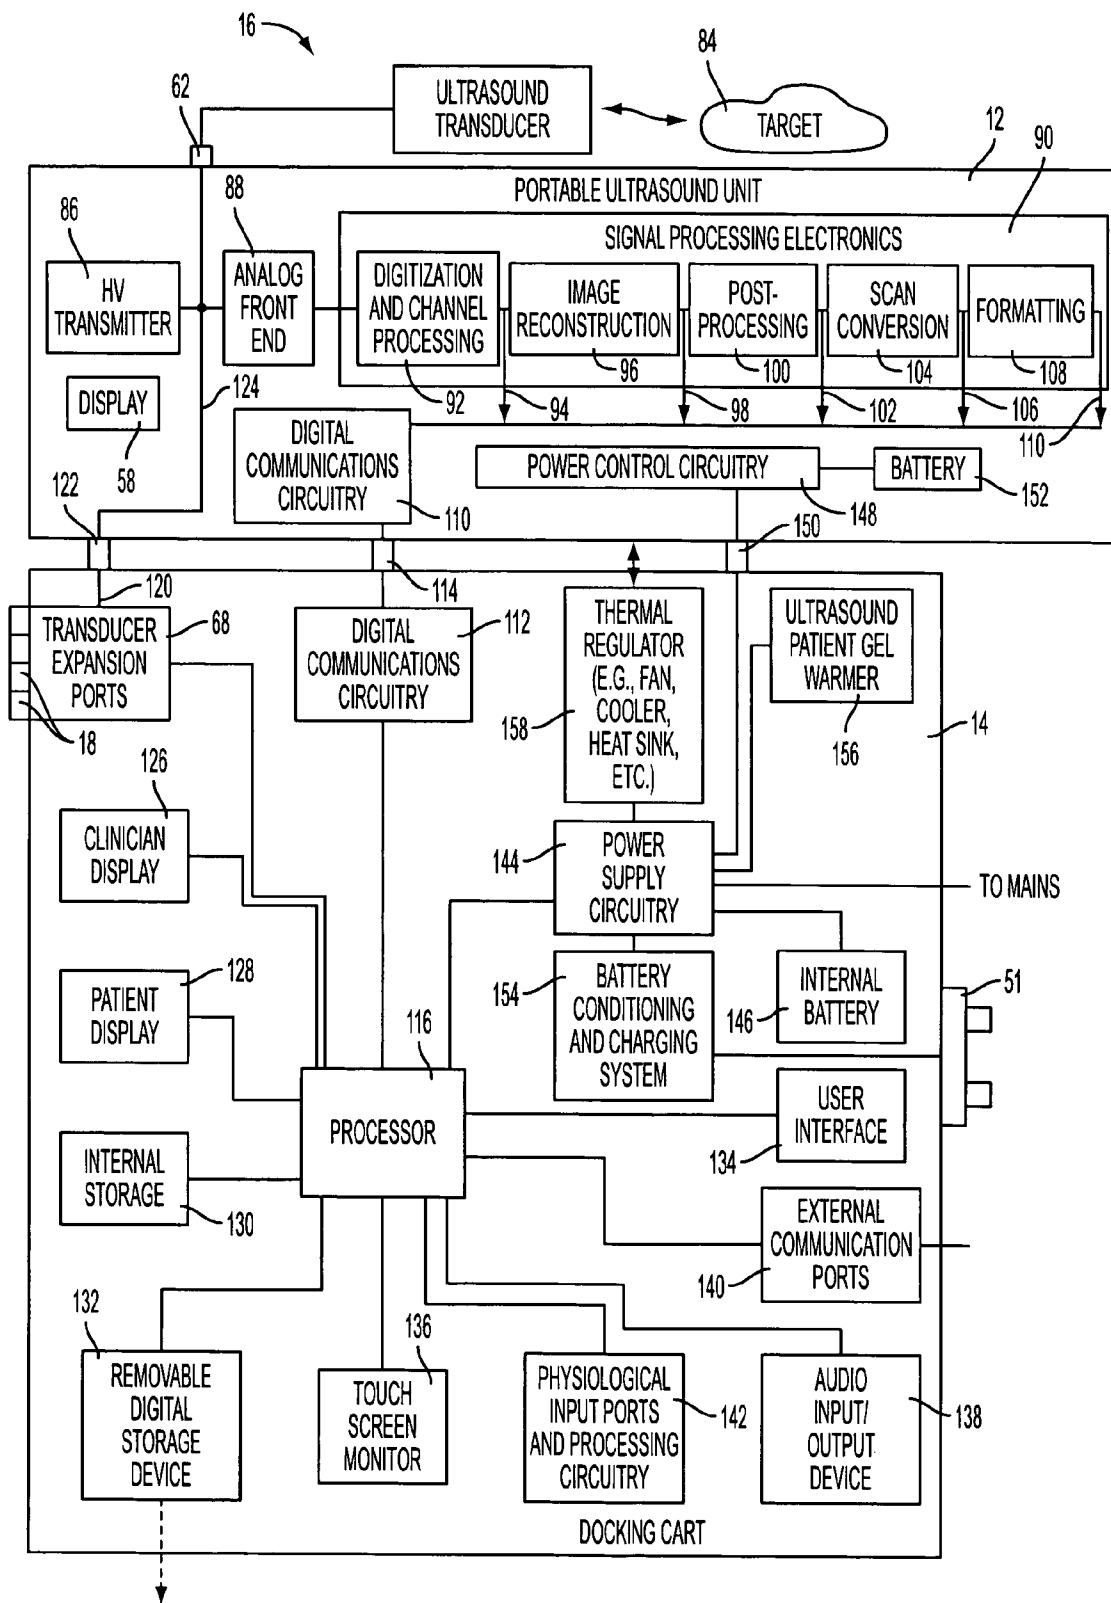 16
84
62
ULTRASOUND
TRANSDUCER
TARGET
12
90
PORTABLE ULTRASOUND UNIT
88
86
SIGNAL PROCESSING ELECTRONICS
HV
TRANSMITTER
ANALOG
FRONT
END
DIGITIZATION
AND CHANNEL
PROCESSING
IMAGE
RECONSTRUCTION
POST-
PROCESSING
SCAN
CONVERSION
FORMATTING
92
94
96
98
100
102
104
106
108
110
124
DISPLAY
58
DIGITAL
COMMUNICATIONS
CIRCUITRY
110
POWER CONTROL CIRCUITRY
148
BATTERY
152
122
114
150
120
TRANSDUCER
EXPANSION
PORTS
68
18
DIGITAL
COMMUNICATIONS
CIRCUITRY
112
THERMAL
REGULATOR
(E.G., FAN,
COOLER,
HEAT SINK,
ETC.)
158
ULTRASOUND
PATIENT GEL
WARMER
156
14
126
CLINICIAN
DISPLAY
144
POWER
SUPPLY
CIRCUITRY
TO MAINS
128
PATIENT
DISPLAY
154
BATTERY
CONDITIONING
AND CHARGING
SYSTEM
INTERNAL
BATTERY
146
51
116
PROCESSOR
USER
INTERFACE
134
INTERNAL
STORAGE
130
EXTERNAL
COMMUNICATION
PORTS
140
132
REMOVABLE
DIGITAL
STORAGE
DEVICE
136
TOUCH
SCREEN
MONITOR
PHYSIOLOGICAL
INPUT PORTS
AND PROCESSING
CIRCUITRY
142
AUDIO
INPUT/
OUTPUT
DEVICE
138
DOCKING CART